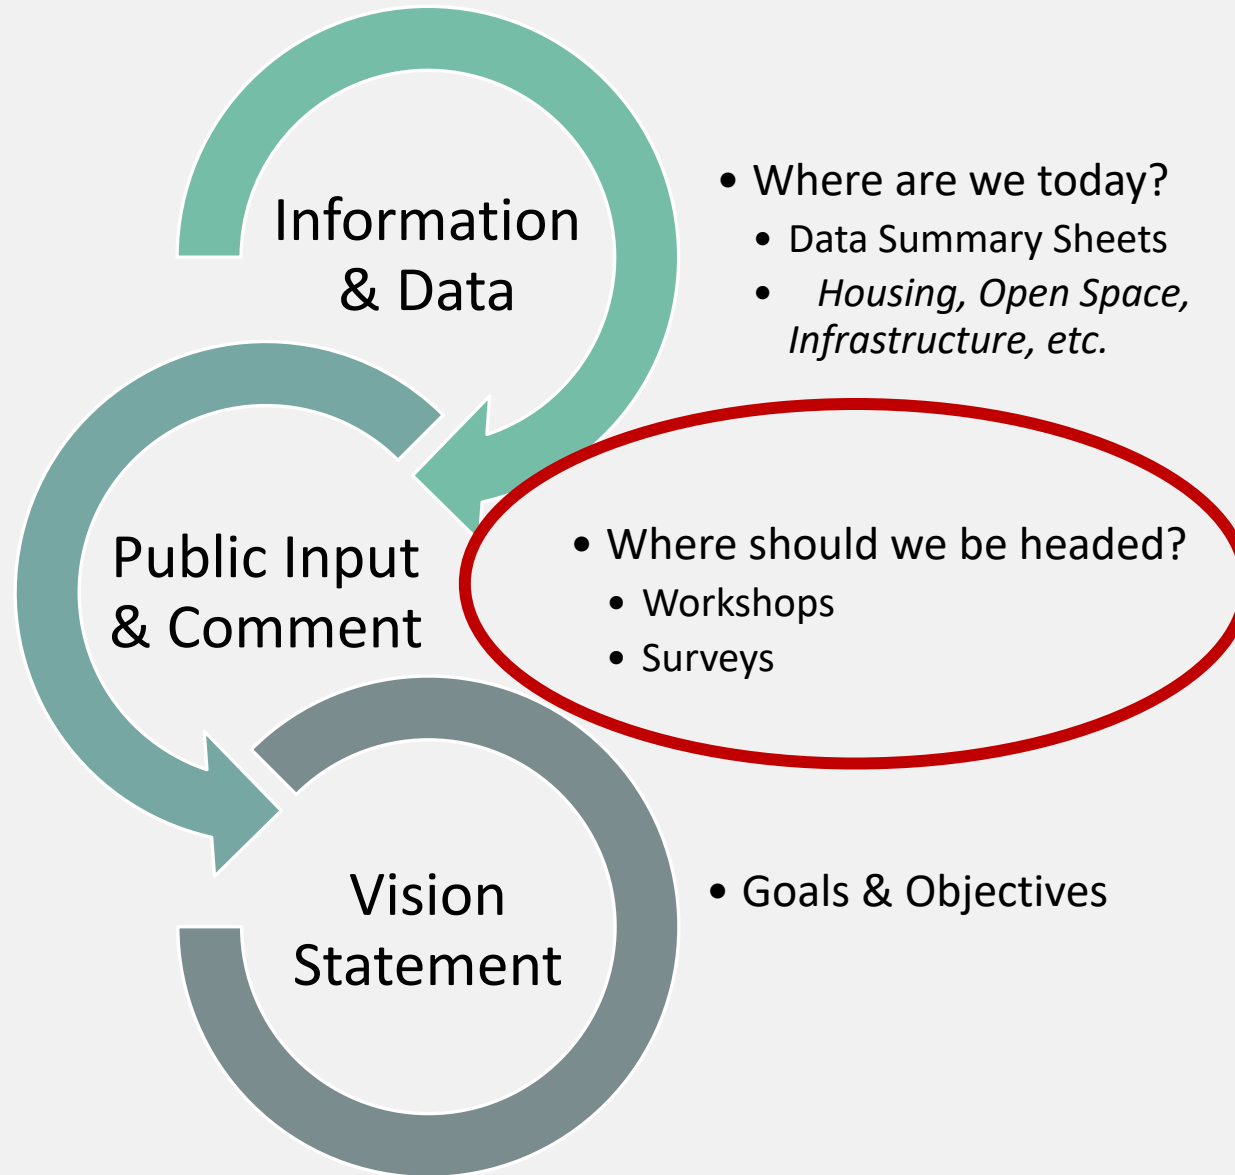 Information
& Data
• Where are we today?
• Data Summary Sheets
• Housing, Open Space,
Infrastructure, etc.
Public Input
& Comment
• Where should we be headed?
• Workshops
• Surveys
Vision
Statement
• Goals & Objectives